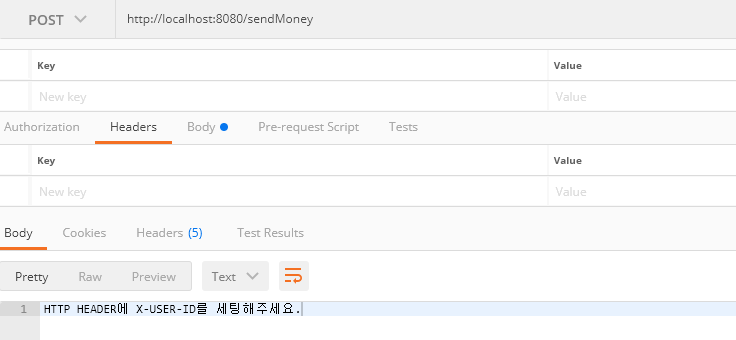 POST http://localhost:8080/sendMoney
Key Value
New key Value
Authorization Headers Body Pre-request Script Tests
Key Value
New key Value
Body Cookies Headers (5) Test Results
Pretty Raw Preview Text
1 HTTP HEADER에 X-USER-ID를 세팅해주세요.